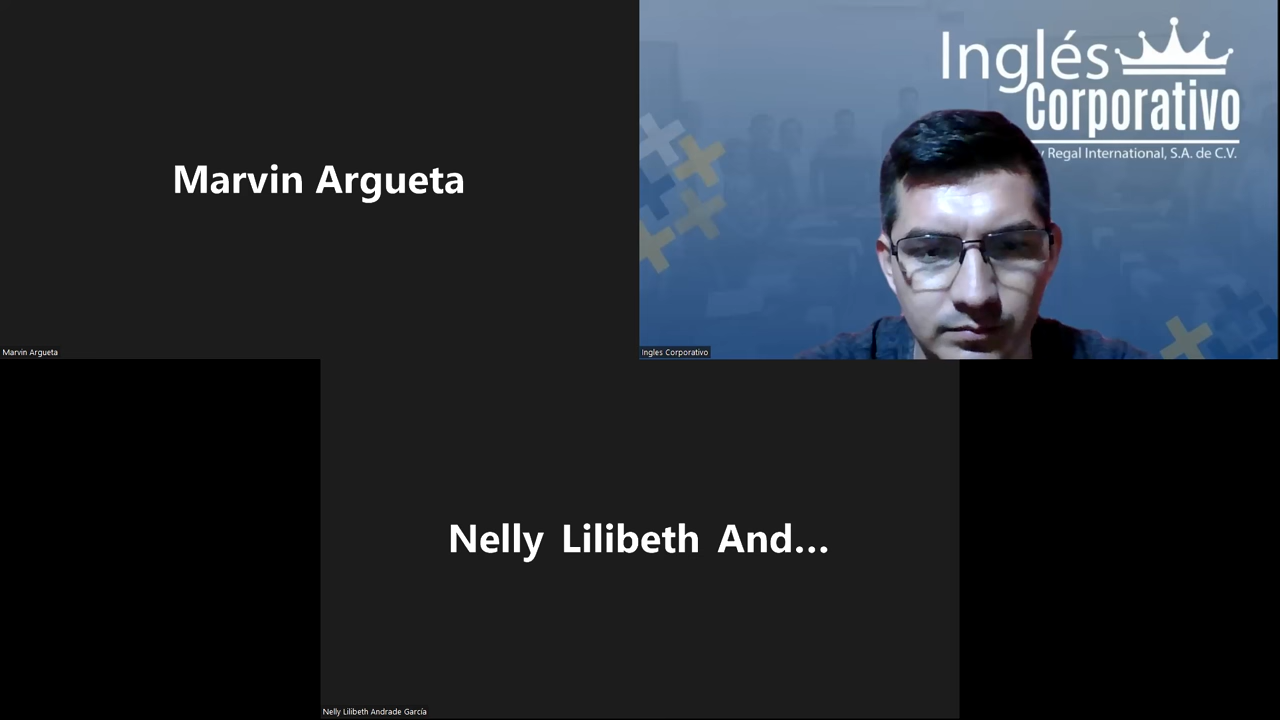 Marvin Argueta
Marvin Argueta
Inglés
Corporativo
Regal International, S.A. de C.V.
Ingles Corporativo
Nelly Lilibeth And...
Nelly Lilibeth Andrade García